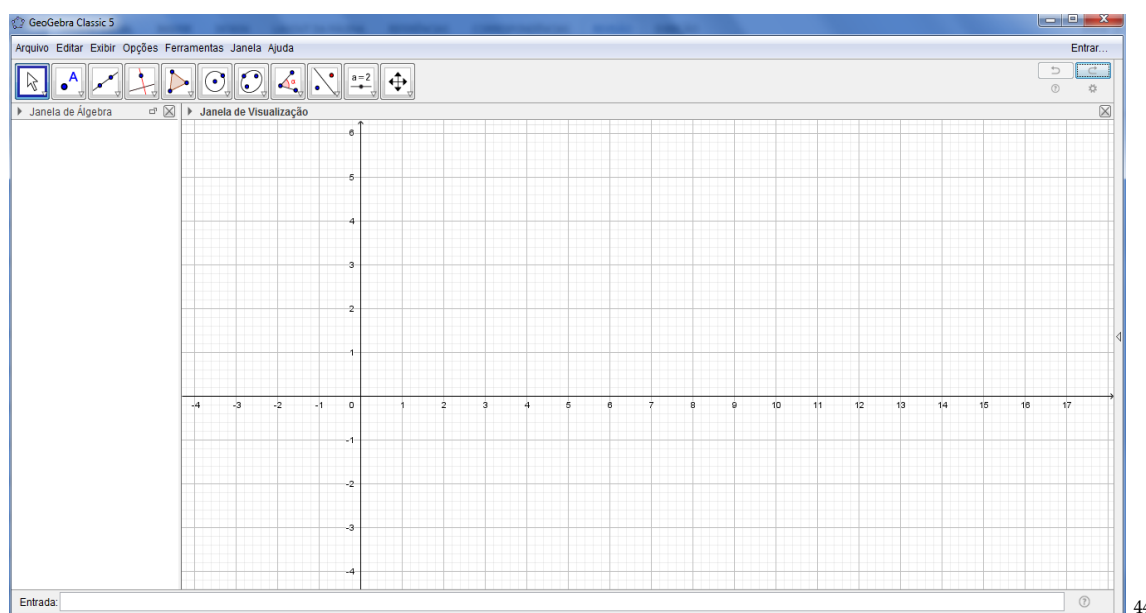 GeoGebra Classic 5
Arquivo Editar Exibir Opções Ferramentas Janela Ajuda Entrar...
A α a=2
Janela de Álgebra Janela de Visualização
6
5
4
3
2
1
-4 -3 -2 -1 0 1 2 3 4 5 6 7 8 9 10 11 12 13 14 15 16 17
-1
-2
-3
-4
Entrada: